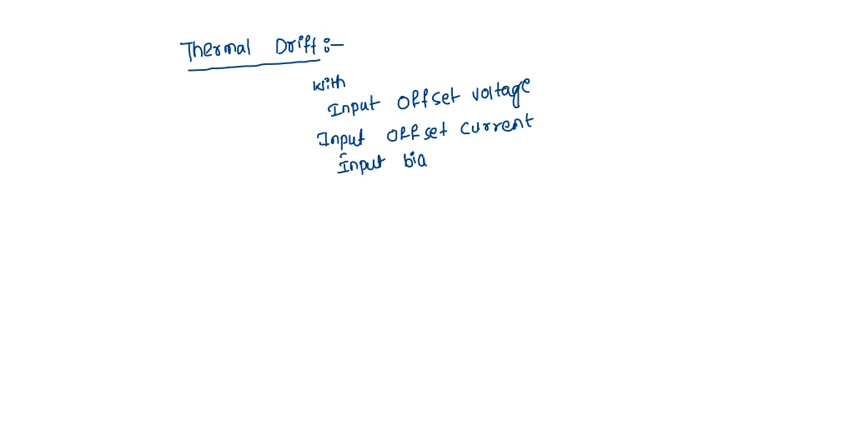 Thermal Drift :-
with
Input Offset voltage
Input Offset current
Input bia